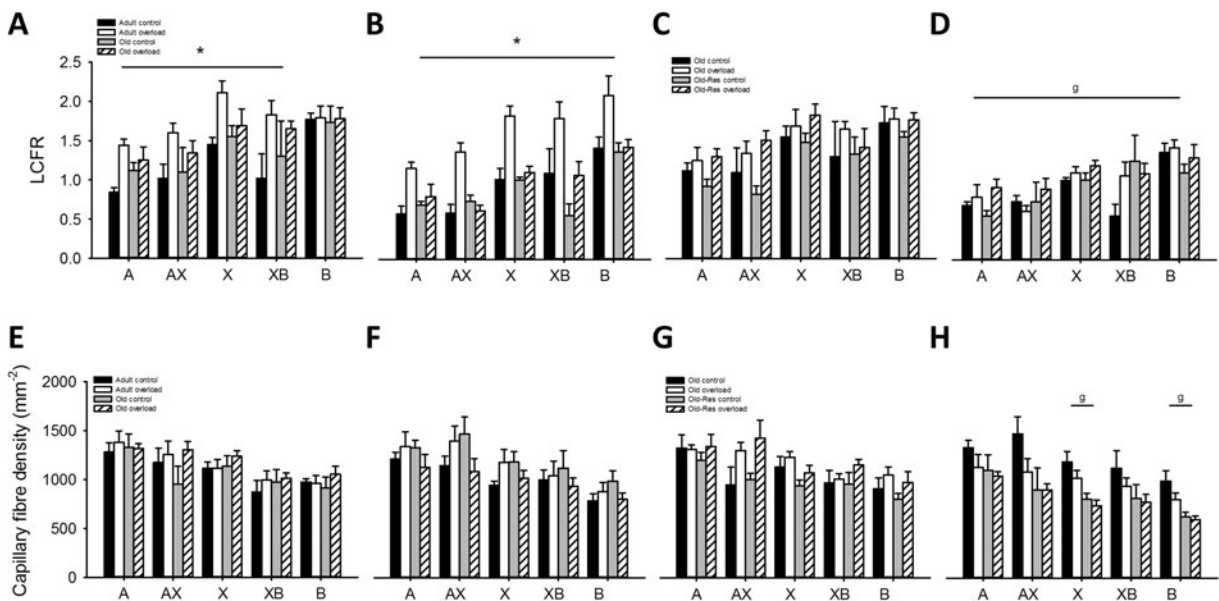 A
Adult control
Adult overload
Old control
Old overload
*
LCFR
2.5
2.0
1.5
1.0
0.5
0.0
A AX X XB B
B
*
A AX X XB B
C
Old control
Old overload
Old-Res control
Old-Res overload
A AX X XB B
D
g
A AX X XB B
E
Adult control
Adult overload
Old control
Old overload
Capillary fibre density (mm⁻²)
2000
1500
1000
500
0
A AX X XB B
F
A AX X XB B
G
Old control
Old overload
Old-Res control
Old-Res overload
A AX X XB B
H
g g
A AX X XB B